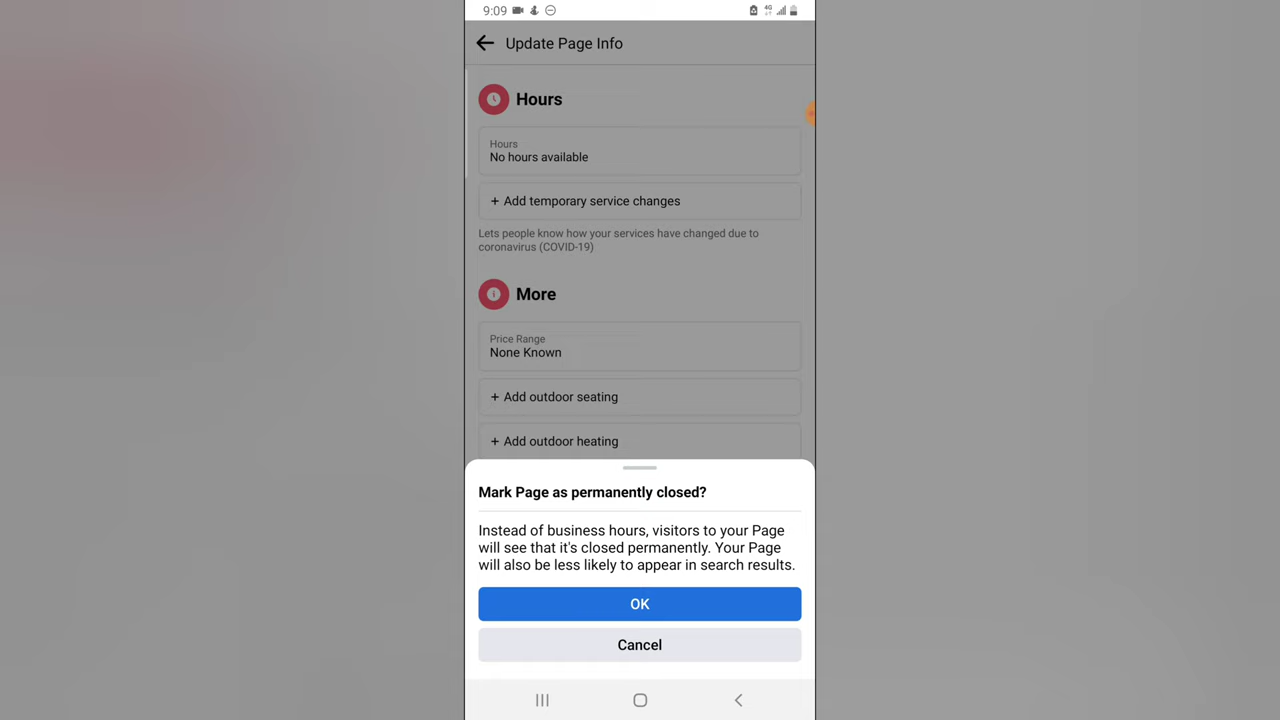 9:09
4G
Update Page Info
Hours
Hours
No hours available
+ Add temporary service changes
Lets people know how your services have changed due to
coronavirus (COVID-19)
More
Price Range
None Known
+ Add outdoor seating
+ Add outdoor heating
Mark Page as permanently closed?
Instead of business hours, visitors to your Page
will see that it's closed permanently. Your Page
will also be less likely to appear in search results.
OK
Cancel